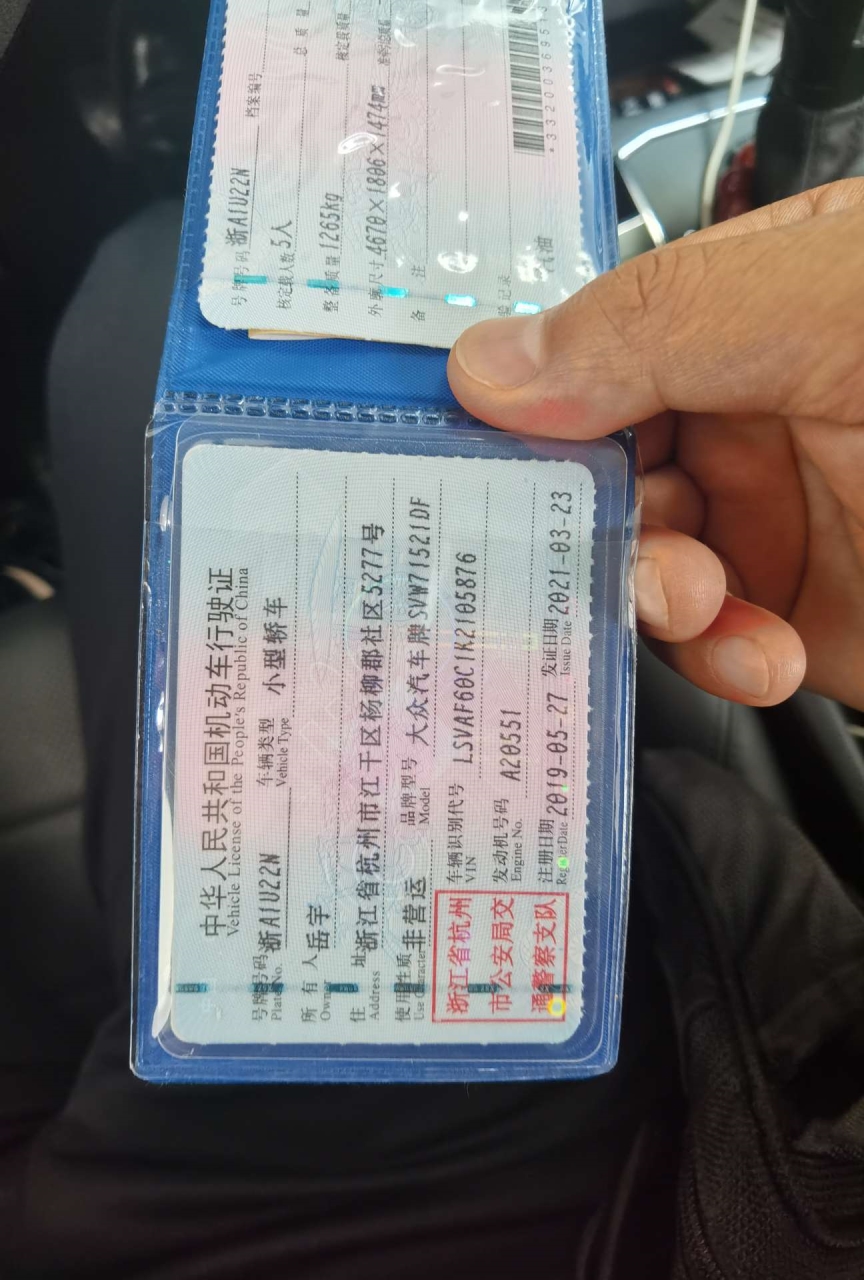 中华人民共和国机动车行驶证
Vehicle License of the People's Republic of China
号牌号码 浙A1U22N 车辆类型 小型轿车
Plate No. Vehicle Type
所有人 岳宇
Owner
住址 浙江省杭州市江干区杨柳郡社区5277号
Address
使用性质 非营运 品牌型号 大众汽车牌SVW71521DF
Use Character Model
浙江省杭州
市公安局交
通警察支队
车辆识别代号 LSVAF60C1K2105876
VIN
发动机号码 A20551
Engine No.
注册日期 2019-05-27 发证日期 2021-03-23
Register Date Issue Date
号牌号码 浙A1U22N 档案编号
核定载人数 5人 总质量
整备质量 1265kg 核定载质量
外廓尺寸 4670×1806×1474 准牵引总质量
备注
验记录 汽油